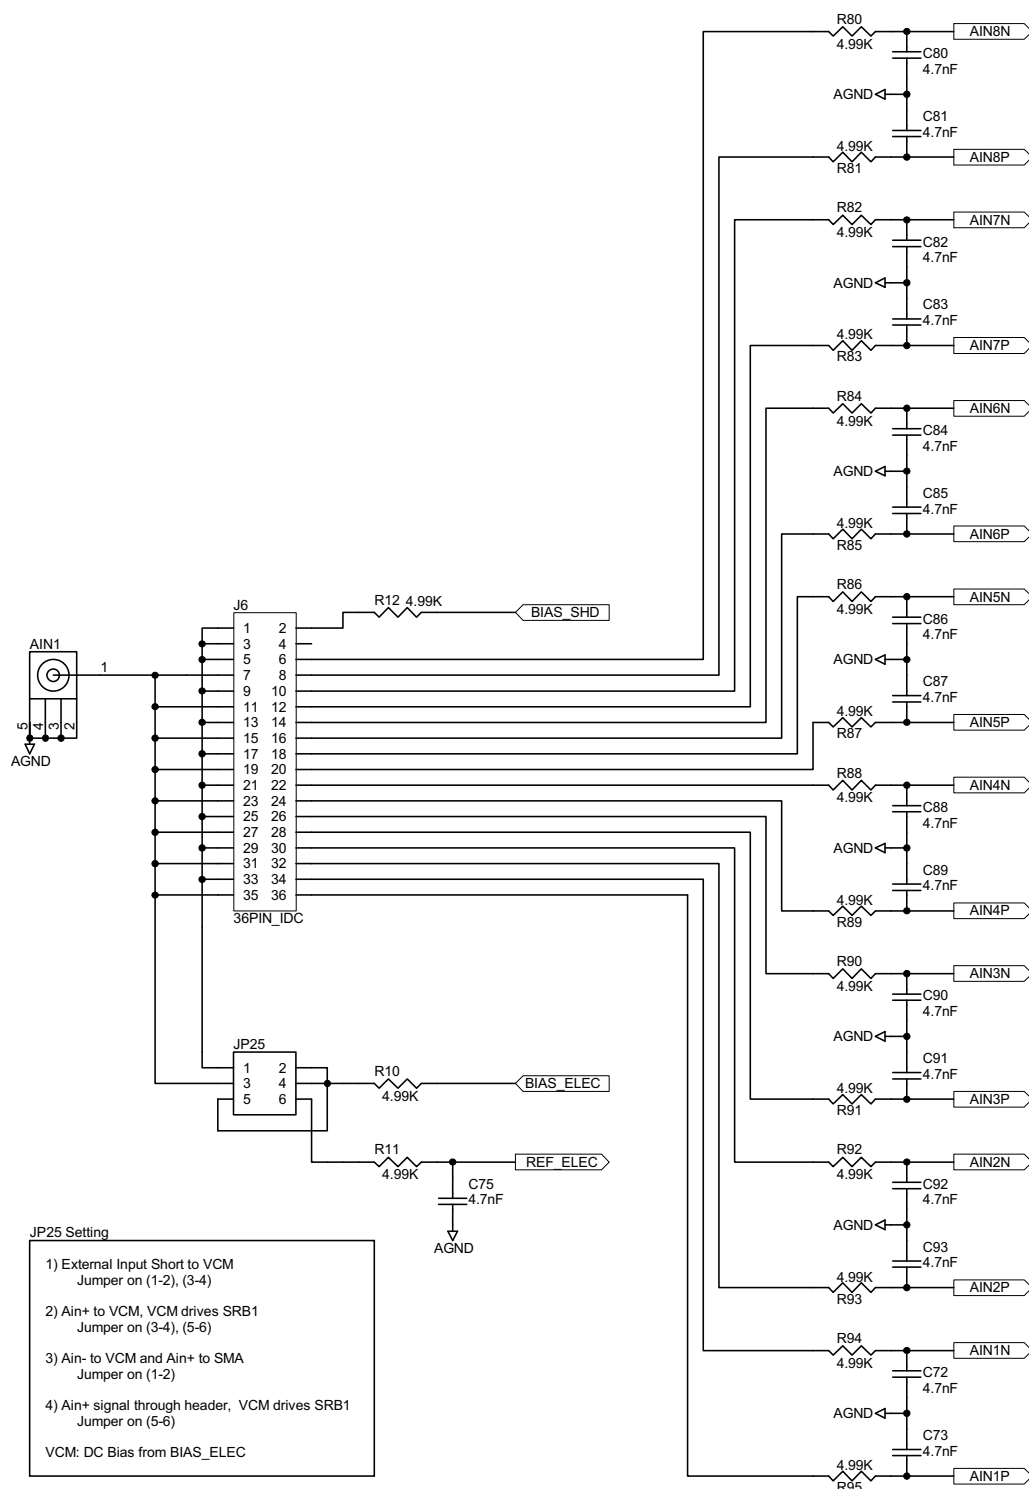 R80
4.99K
AIN8N
C80
4.7nF
AGND
C81
4.7nF
4.99K
R81
AIN8P
R82
4.99K
AIN7N
C82
4.7nF
AGND
C83
4.7nF
4.99K
R83
AIN7P
R84
4.99K
AIN6N
C84
4.7nF
AGND
C85
4.7nF
4.99K
R85
AIN6P
R86
4.99K
AIN5N
C86
4.7nF
AGND
C87
4.7nF
4.99K
R87
AIN5P
R88
4.99K
AIN4N
C88
4.7nF
AGND
C89
4.7nF
4.99K
R89
AIN4P
R90
4.99K
AIN3N
C90
4.7nF
AGND
C91
4.7nF
4.99K
R91
AIN3P
R92
4.99K
AIN2N
C92
4.7nF
AGND
C93
4.7nF
4.99K
R93
AIN2P
R94
4.99K
AIN1N
C72
4.7nF
AGND
C73
4.7nF
4.99K
R95
AIN1P
R12 4.99K
BIAS_SHD
J6
1 2
3 4
5 6
7 8
9 10
11 12
13 14
15 16
17 18
19 20
21 22
23 24
25 26
27 28
29 30
31 32
33 34
35 36
36PIN_IDC
AIN1
1
5 4 3 2
AGND
JP25
1 2
3 4
5 6
R10
4.99K
BIAS_ELEC
R11
4.99K
REF_ELEC
C75
4.7nF
AGND
JP25 Setting
1) External Input Short to VCM
Jumper on (1-2), (3-4)
2) Ain+ to VCM, VCM drives SRB1
Jumper on (3-4), (5-6)
3) Ain- to VCM and Ain+ to SMA
Jumper on (1-2)
4) Ain+ signal through header, VCM drives SRB1
Jumper on (5-6)
VCM: DC Bias from BIAS_ELEC